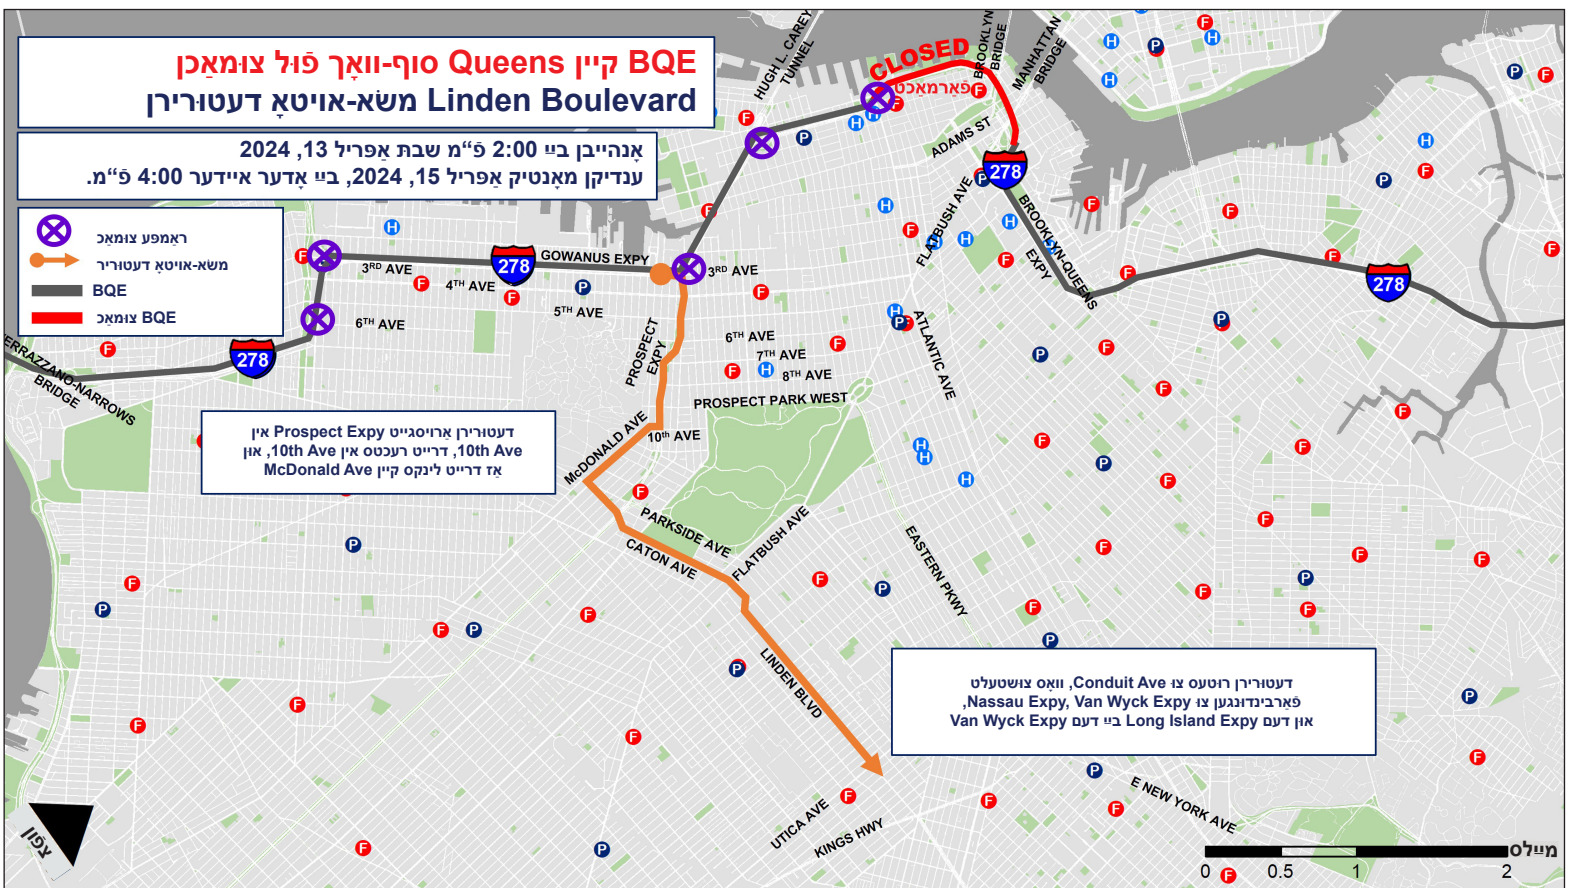 BQE קיין Queens סוף-וואָך פֿול צומאַכן
Linden Boulevard משׂא-אויטאָ דעטורירן
אָנהייבן בײַ 2:00 פֿ“מ שבת אַפּריל 13, 2024
ענדיקן מאָנטיק אַפּריל 15, 2024, בײַ אָדער איידער 4:00 פֿ“מ.
ראַמפּע צומאַכ
משׂא-אויטאָ דעטוריר
BQE
BQE צומאַכ
HUGH L. CAREY
TUNNEL
CLOSED
פֿאַרמאַכט
BROOKLYN
BRIDGE
MANHATTAN
BRIDGE
ADAMS ST
278
FLATBUSH AVE
BROOKLYN-QUEENS
EXPY
278
GOWANUS EXPY
278
3RD AVE
3RD AVE
4TH AVE
5TH AVE
6TH AVE
278
VERRAZZANO-NARROWS
BRIDGE
PROSPECT
EXPY
6TH AVE
7TH AVE
8TH AVE
ATLANTIC AVE
PROSPECT PARK WEST
10th AVE
McDONALD AVE
דעטורירן אַרויסגייט Prospect Expy אין
10th Ave, דרייט רעכטס אין 10th Ave, און
אַז דרייט לינקס קיין McDonald Ave
PARKSIDE AVE
CATON AVE
FLATBUSH AVE
EASTERN PKWY
LINDEN BLVD
דעטורירן רוטעס צו Conduit Ave, וואָס צושטעלט
פֿאַרבינדונגען צו Nassau Expy, Van Wyck Expy,
און דעם Long Island Expy בײַ דעם Van Wyck Expy
UTICA AVE
KINGS HWY
E NEW YORK AVE
צפֿון
מײַלס
0 0.5 1 2